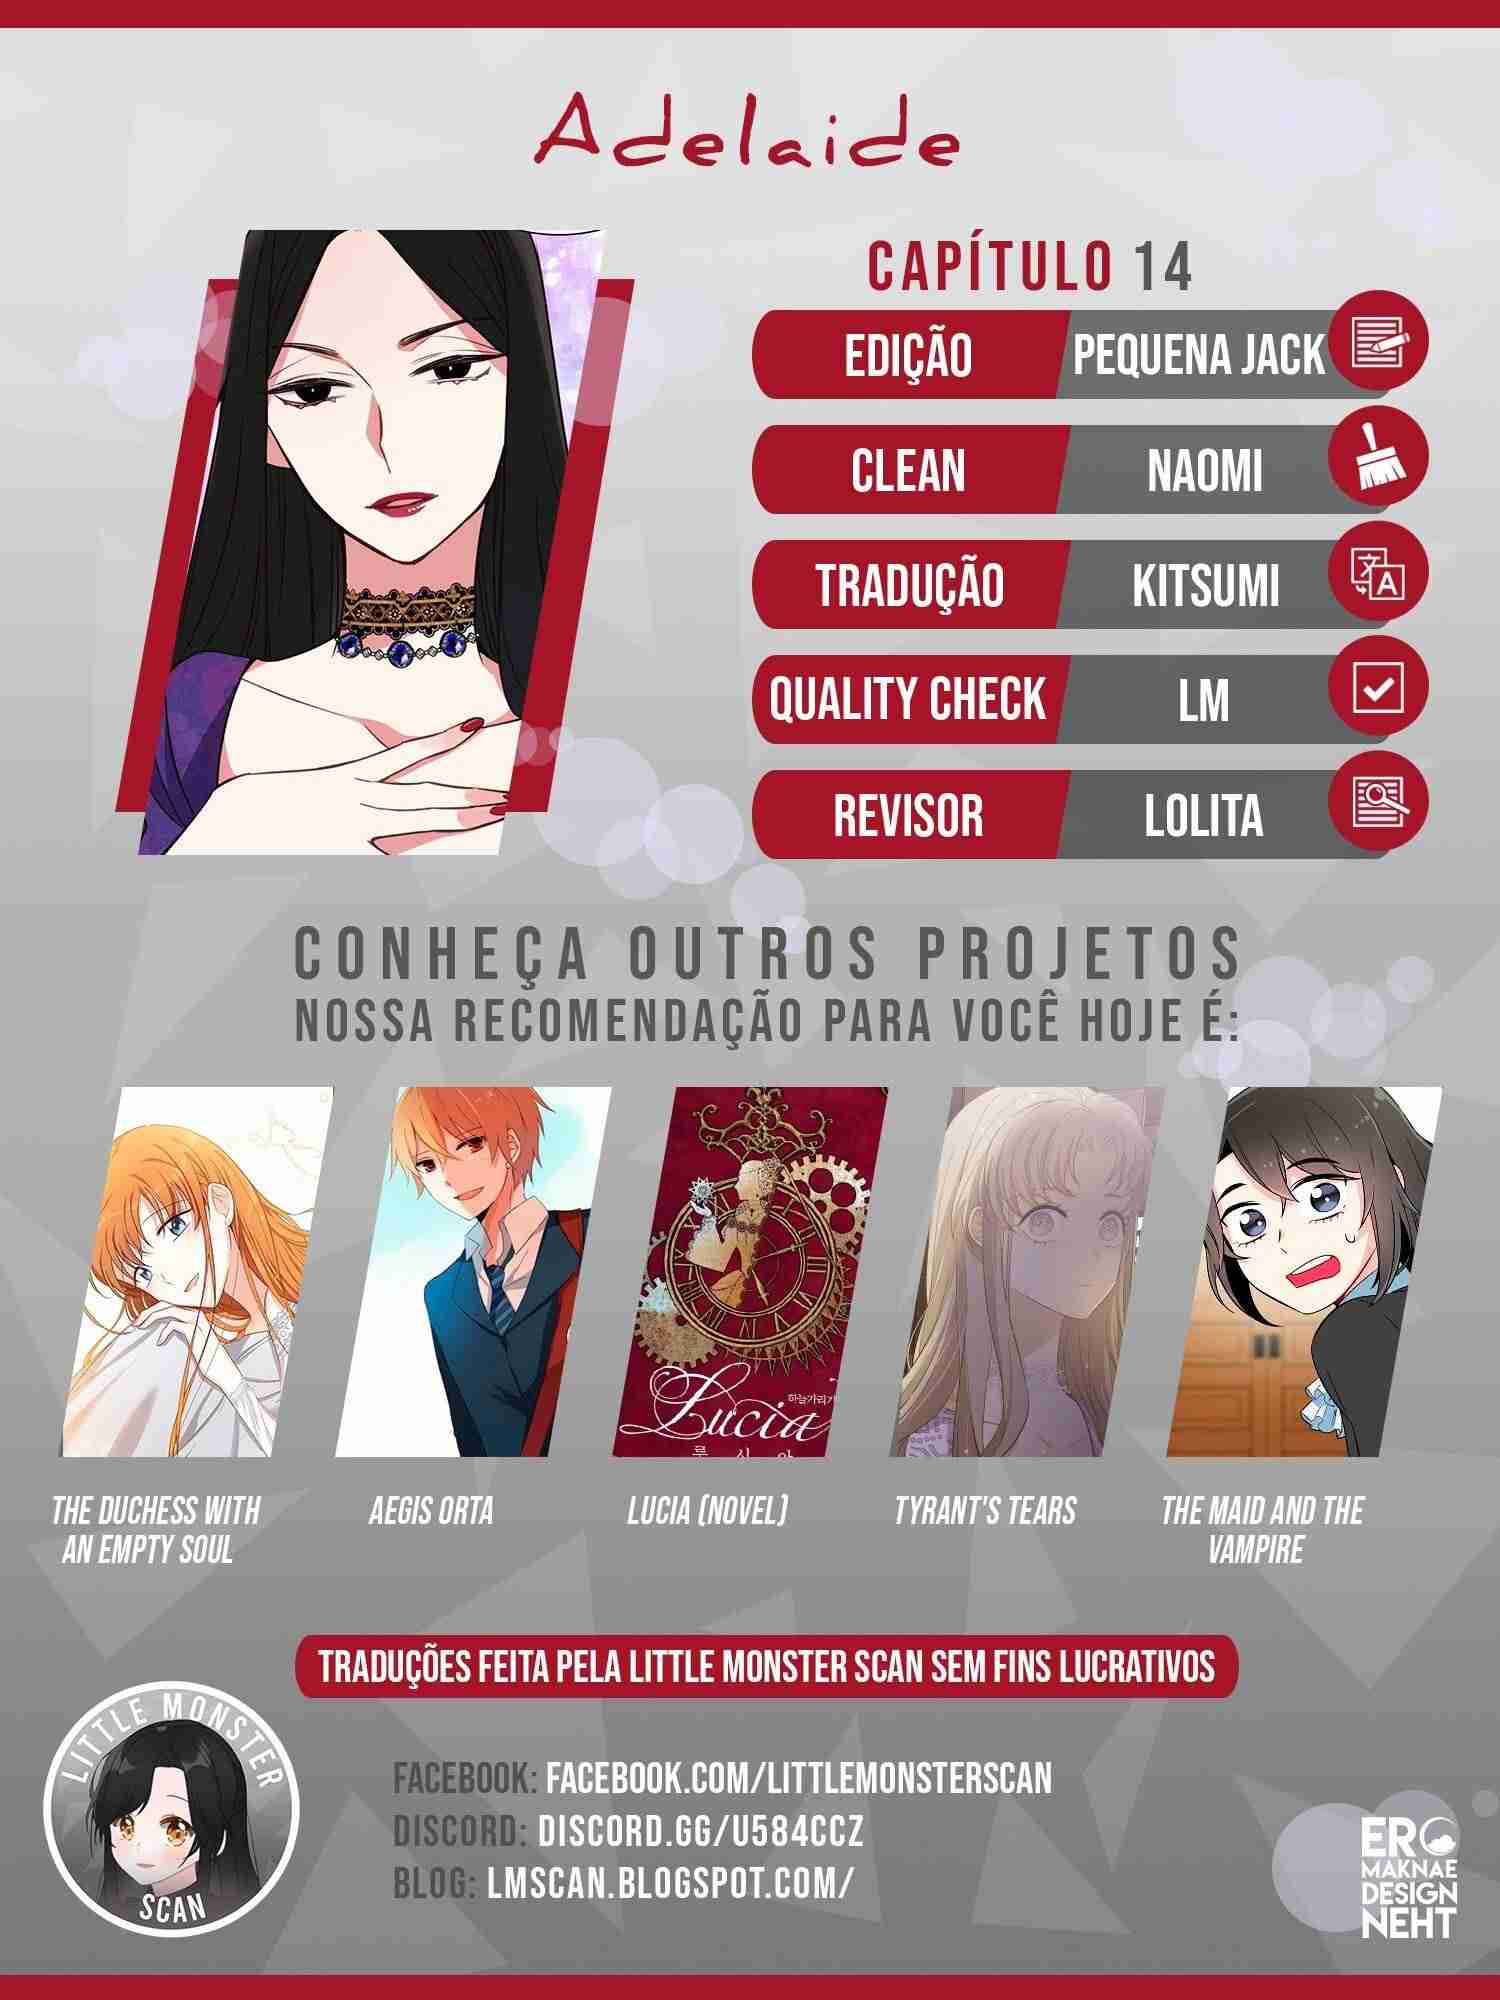 Adelaide
CAPÍTULO 14
EDIÇÃO PEQUENA JACK
CLEAN NAOMI
TRADUÇÃO KITSUMI
QUALITY CHECK LM
REVISOR LOLITA
CONHEÇA OUTROS PROJETOS
NOSSA RECOMENDAÇÃO PARA VOCÊ HOJE É:
Lucia
THE DUCHESS WITH
AN EMPTY SOUL
AEGIS ORTA
LUCIA (NOVEL)
TYRANT'S TEARS
THE MAID AND THE
VAMPIRE
TRADUÇÕES FEITA PELA LITTLE MONSTER SCAN SEM FINS LUCRATIVOS
LITTLE MONSTER
SCAN
FACEBOOK: FACEBOOK.COM/LITTLEMONSTERSCAN
DISCORD: DISCORD.GG/U584CCZ
BLOG: LMSCAN.BLOGSPOT.COM/
ERO
MAKNAE
DESIGN
NEHT